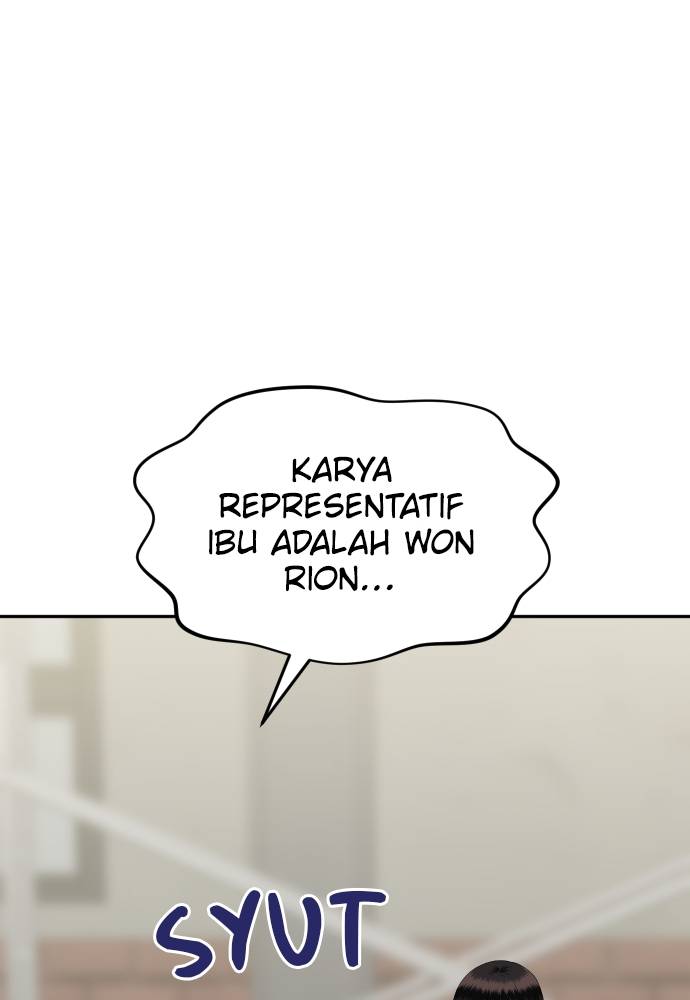 KARYA
REPRESENTATIF
IBU ADALAH WON
RION...
SYUT